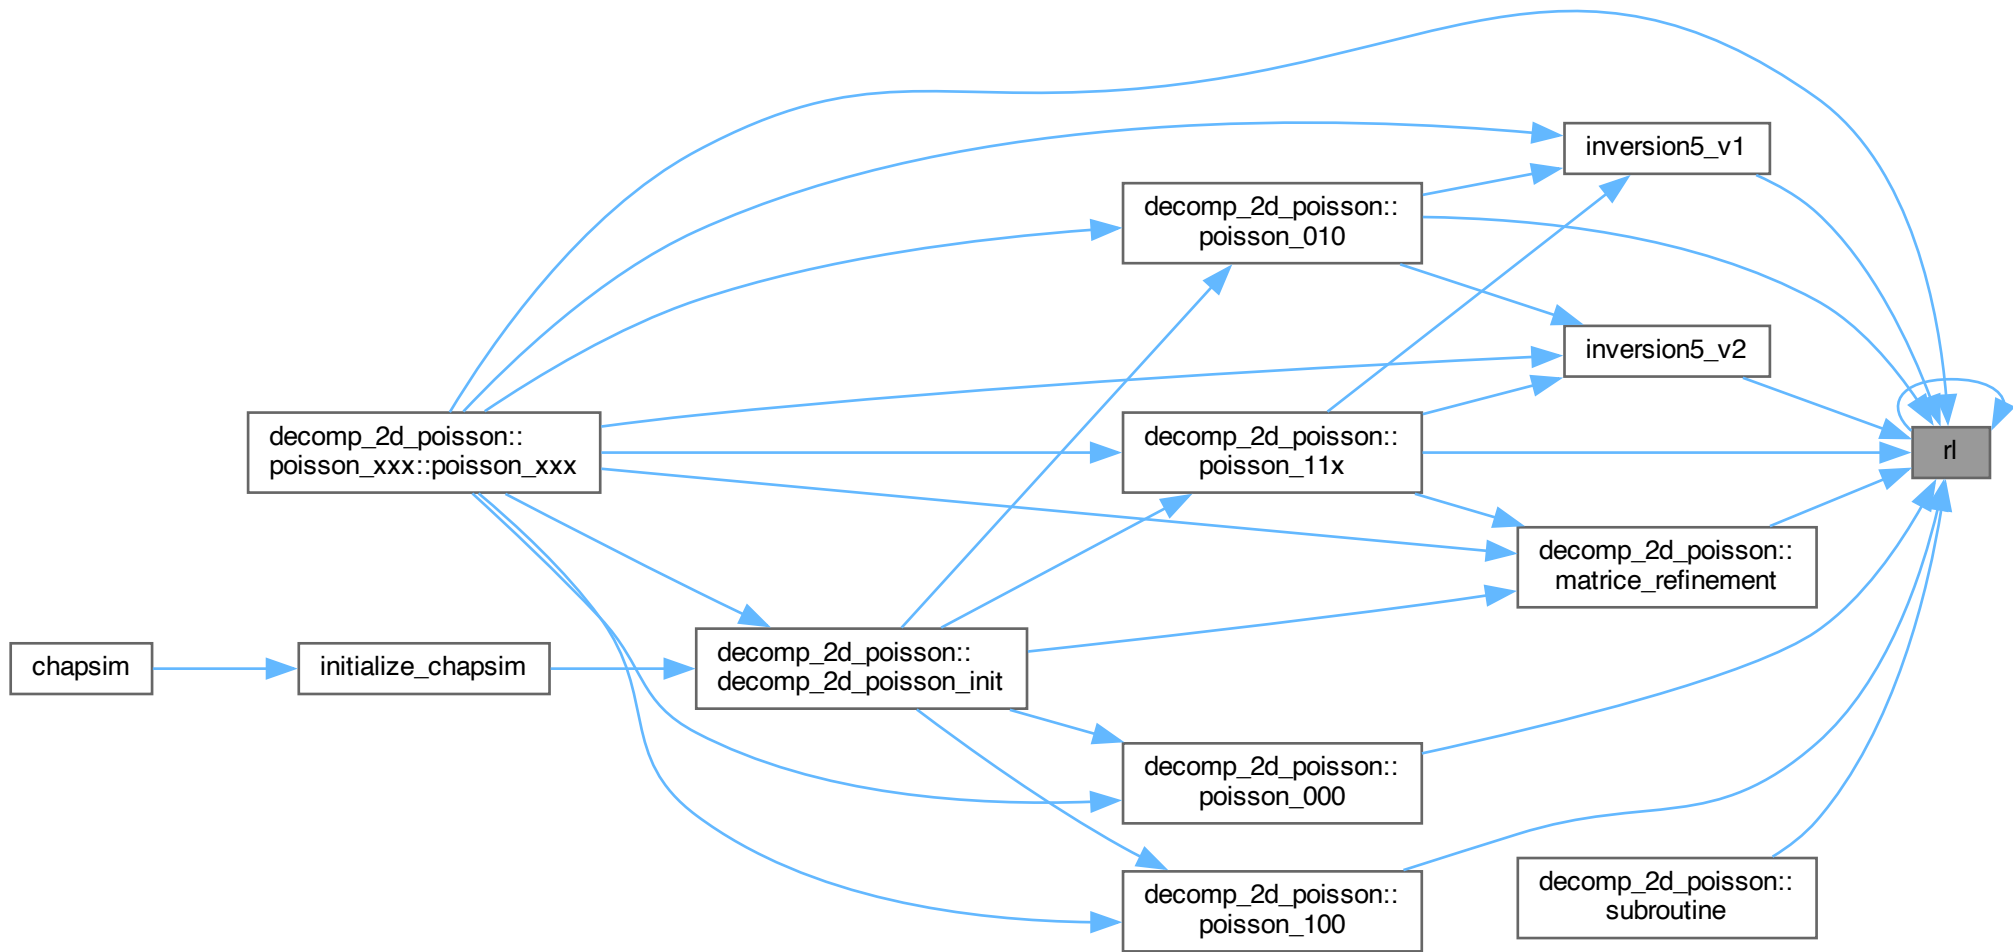 inversion5_v1
decomp_2d_poisson::
poisson_010
inversion5_v2
decomp_2d_poisson::
poisson_xxx::poisson_xxx
decomp_2d_poisson::
poisson_11x
rl
decomp_2d_poisson::
matrice_refinement
chapsim
initialize_chapsim
decomp_2d_poisson::
decomp_2d_poisson_init
decomp_2d_poisson::
poisson_000
decomp_2d_poisson::
poisson_100
decomp_2d_poisson::
subroutine